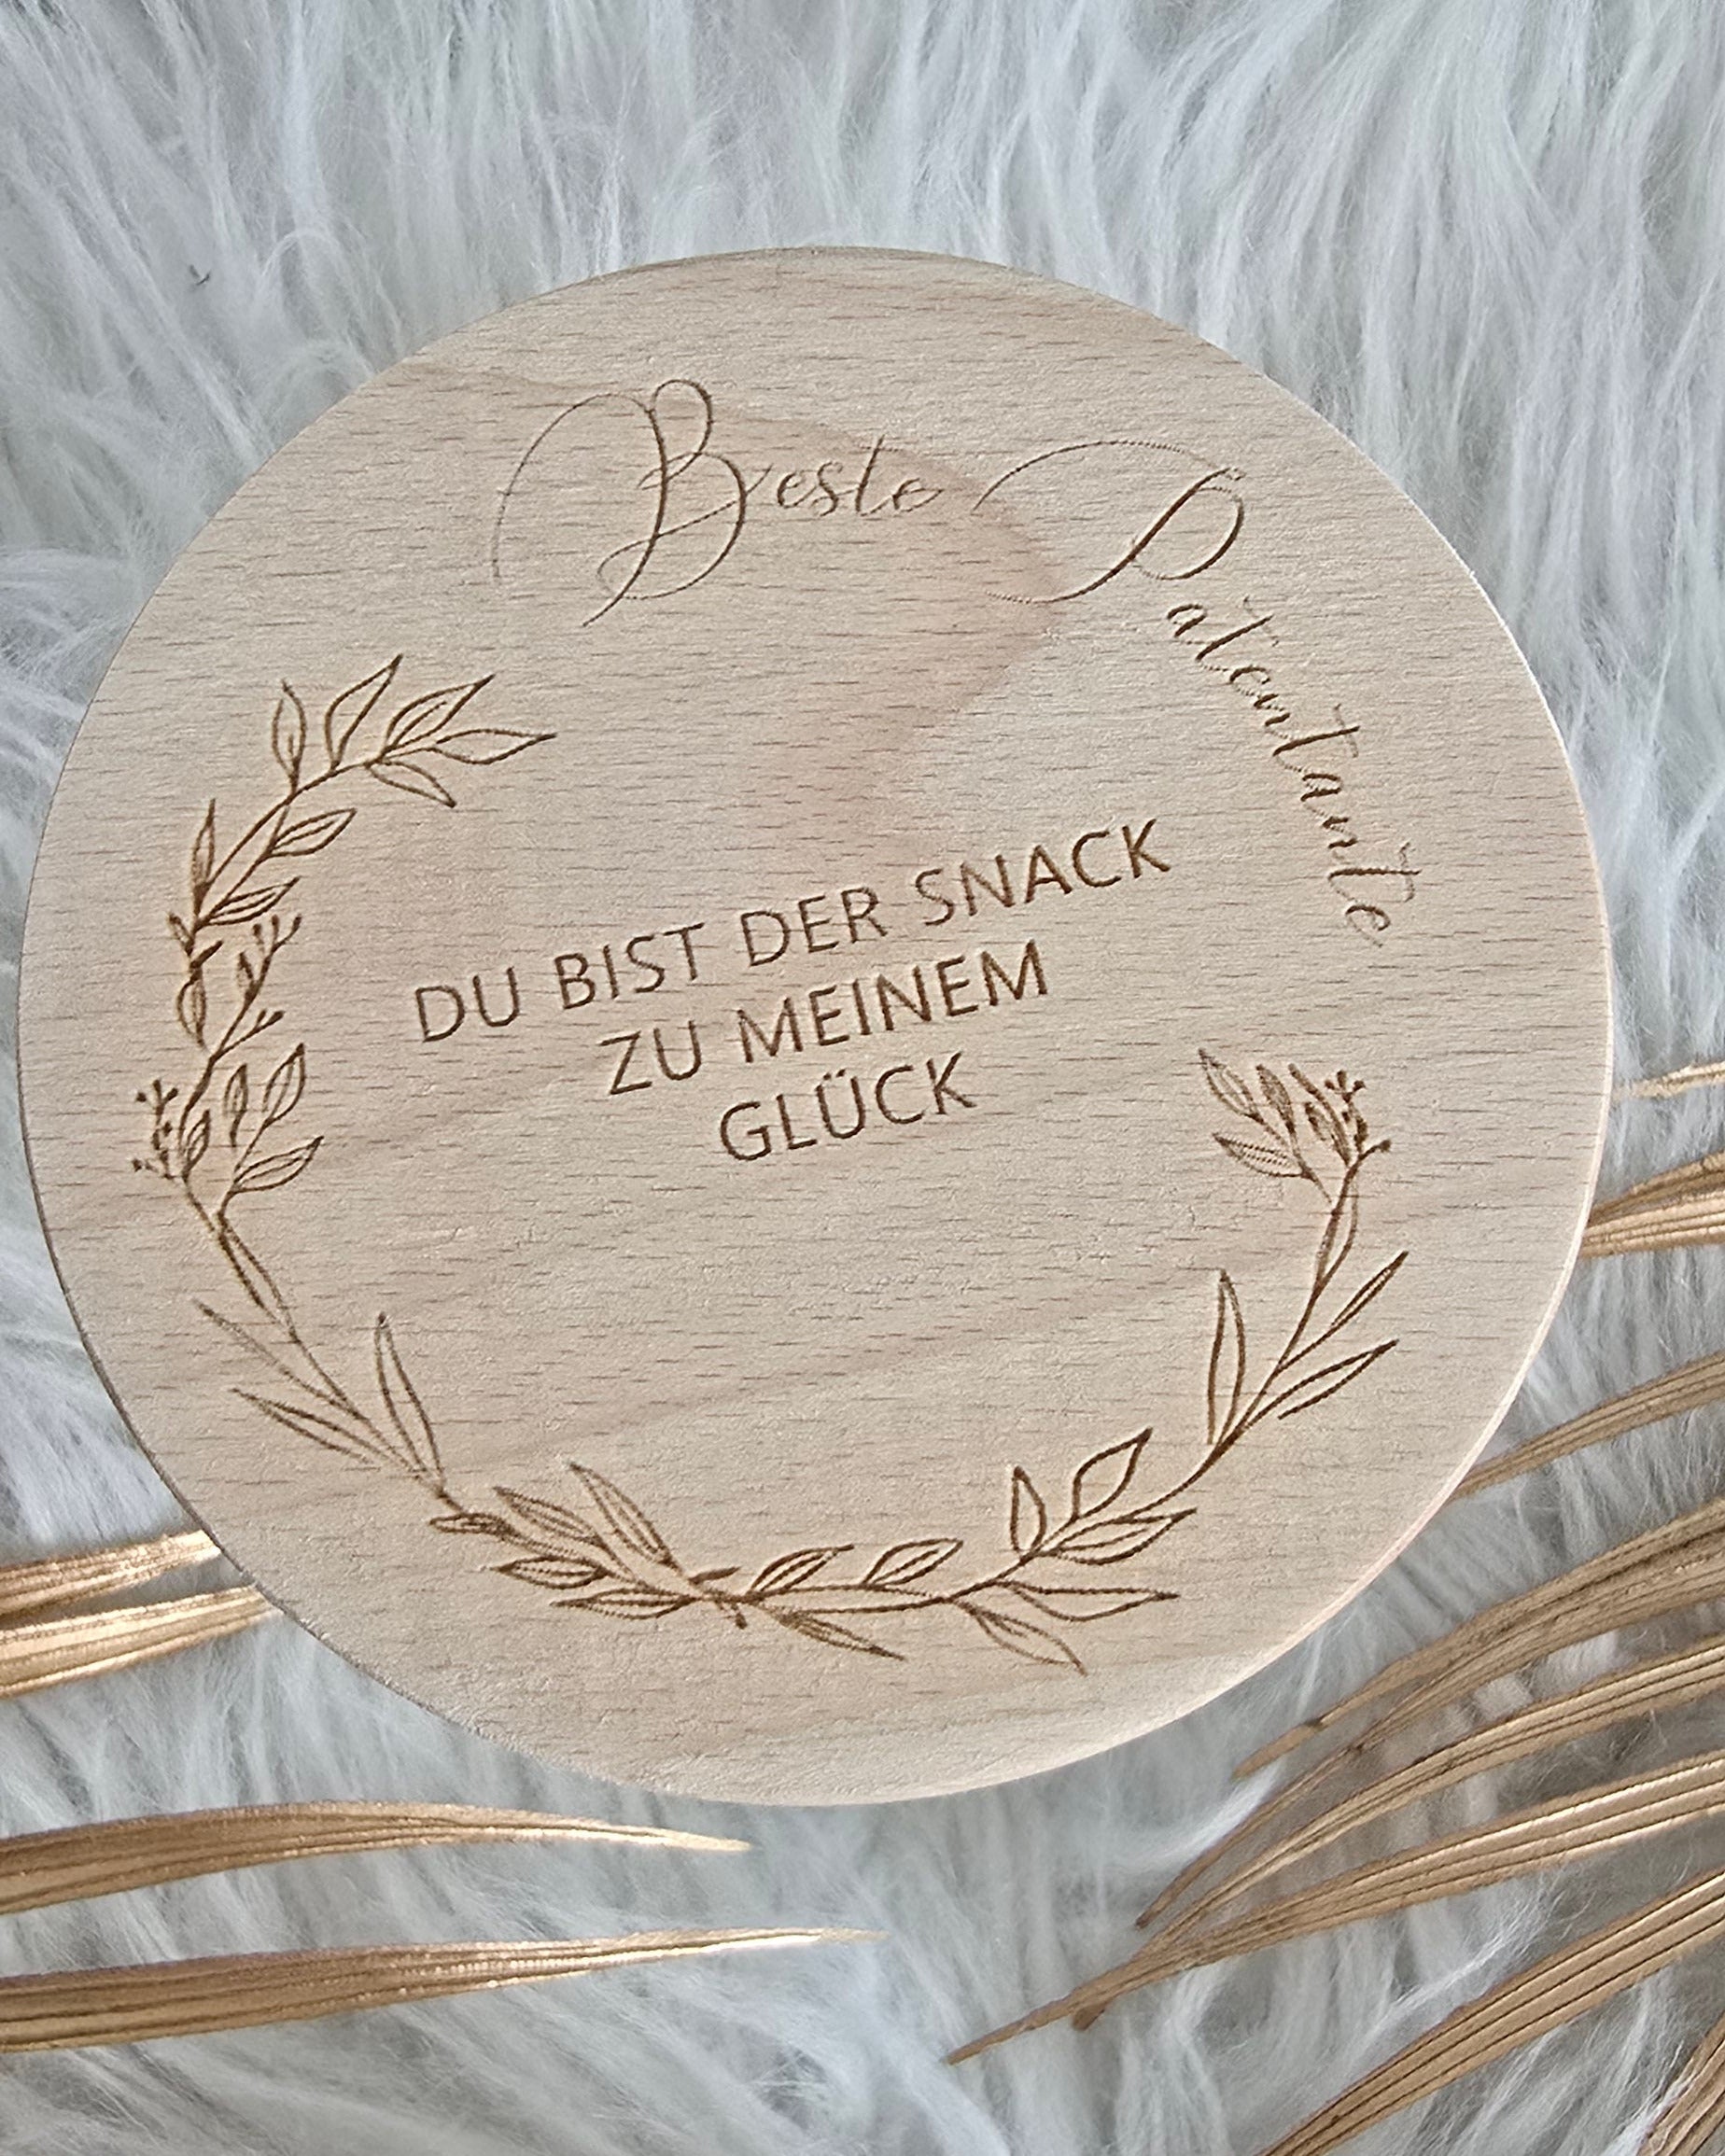 Beste Patentante
DU BIST DER SNACK
ZU MEINEM
GLÜCK